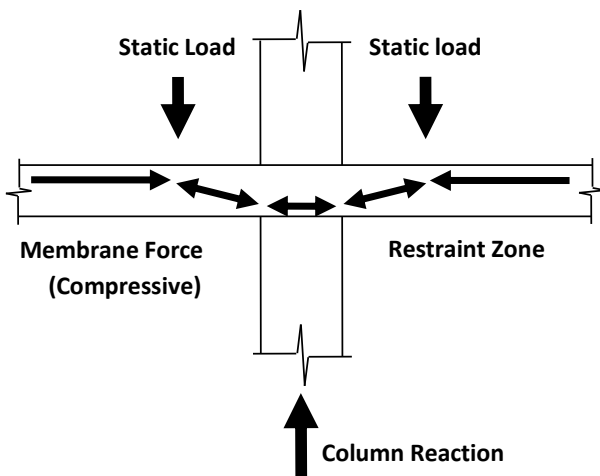 Static Load
Static load
Membrane Force
(Compressive)
Restraint Zone
Column Reaction